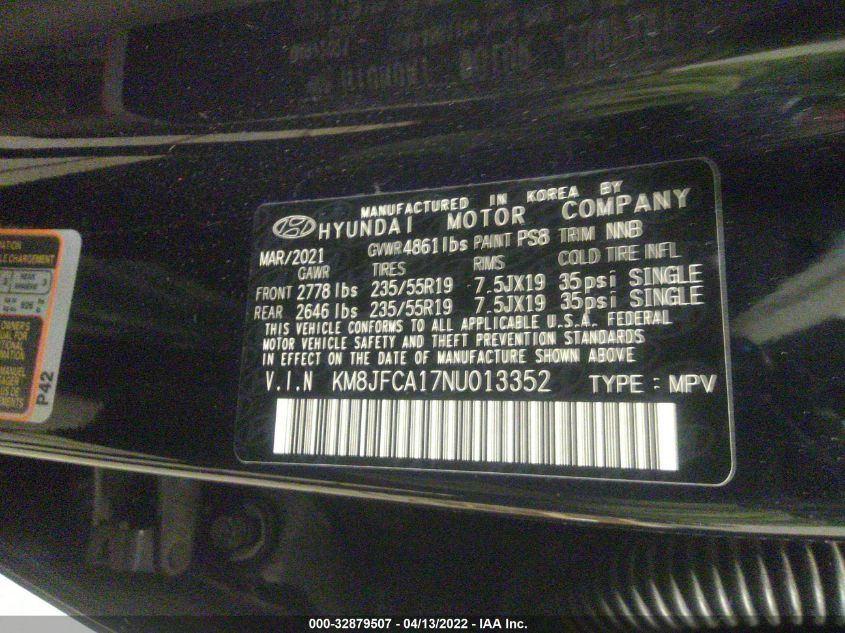 MANUFACTURED IN KOREA BY
HYUNDAI MOTOR COMPANY
MAR/2021 GVWR 4861 lbs PAINT PS8 TRIM NNB
GAWR TIRES RIMS COLD TIRE INFL
FRONT 2778 lbs 235/55R19 7.5JX19 35psi SINGLE
REAR 2646 lbs 235/55R19 7.5JX19 35psi SINGLE
THIS VEHICLE CONFORMS TO ALL APPLICABLE U.S.A. FEDERAL
MOTOR VEHICLE SAFETY AND THEFT PREVENTION STANDARDS
IN EFFECT ON THE DATE OF MANUFACTURE SHOWN ABOVE
V.I.N KM8JFCA17NU013352 TYPE : MPV
P42
000-32879507 - 04/13/2022 - IAA Inc.